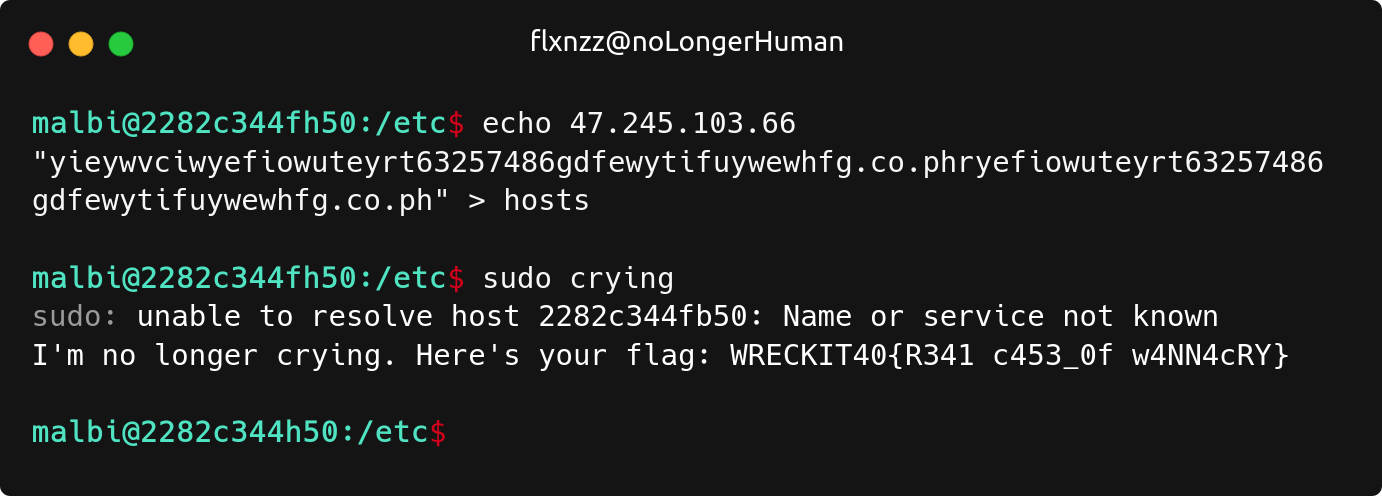 flxnzz@noLongerHuman
malbi@2282c344fh50:/etc$ echo 47.245.103.66
"yieywvciwyefiowuteyrt63257486gdfewytifuywewhfg.co.phryefiowuteyrt63257486
gdfewytifuywewhfg.co.ph" > hosts
malbi@2282c344fh50:/etc$ sudo crying
sudo: unable to resolve host 2282c344fb50: Name or service not known
I'm no longer crying. Here's your flag: WRECKIT40{R341 c453_0f w4NN4cRY}
malbi@2282c344h50:/etc$